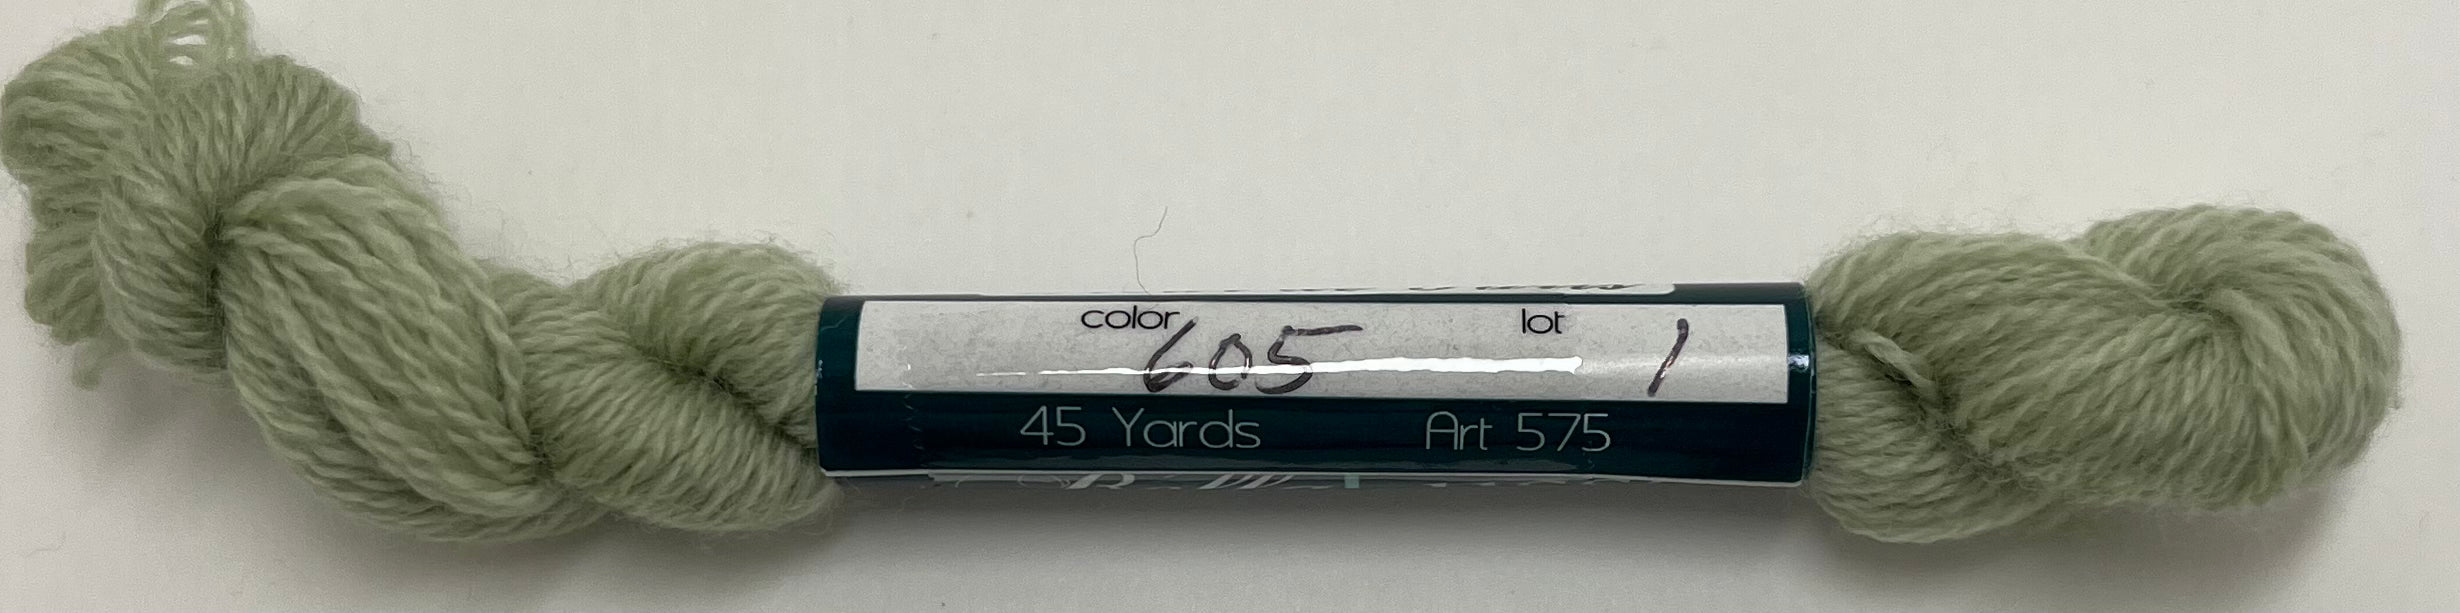 color 605 lot 1
45 Yards Art 575